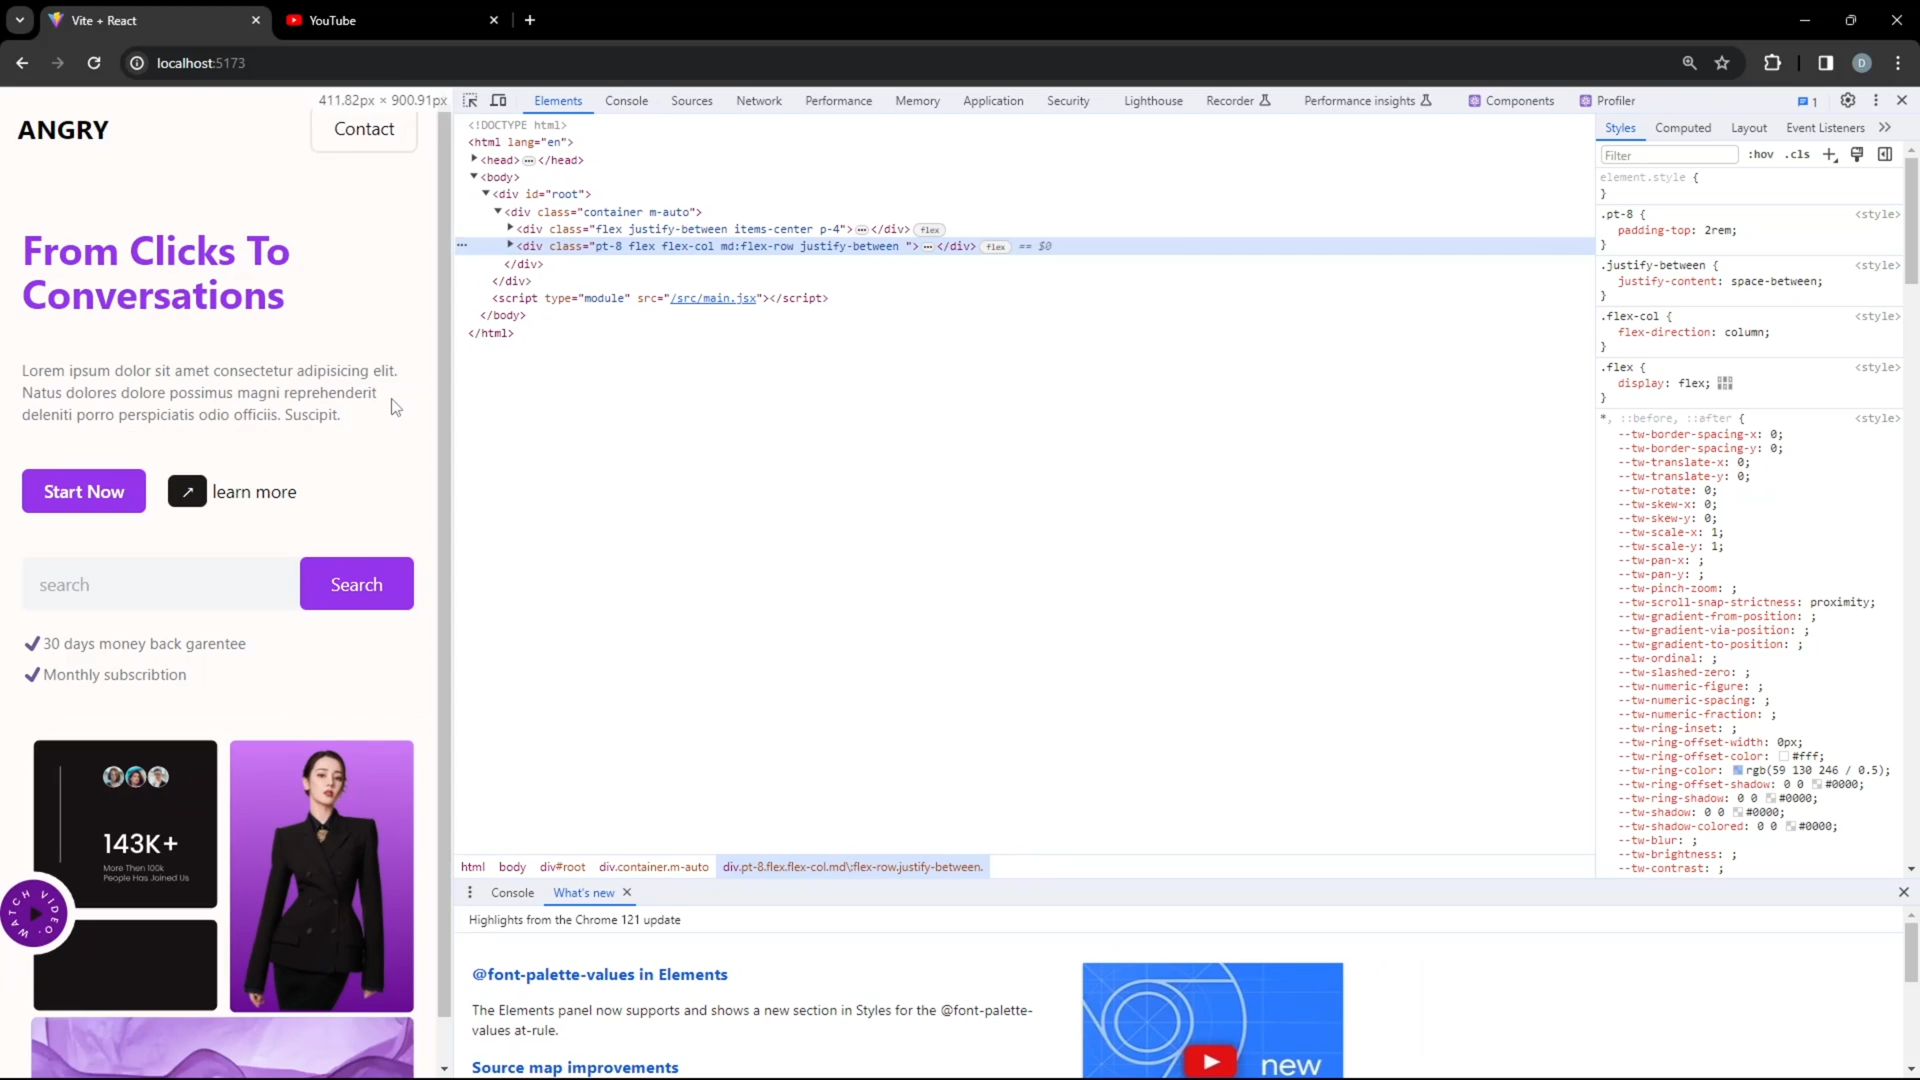 Vite + React
YouTube
localhost:5173
D
411.82px × 900.91px
ANGRY
Contact
From Clicks To
Conversations
Lorem ipsum dolor sit amet consectetur adipisicing elit.
Natus dolores dolore possimus magni reprehenderit
deleniti porro perspiciatis odio officiis. Suscipit.
Start Now
↗ learn more
search
Search
✔30 days money back garentee
✔Monthly subscribtion
143K+
More Then 100k
People Has Joined Us
WATCH VIDEO
Elements
Console
Sources
Network
Performance
Memory
Application
Security
Lighthouse
Recorder
Performance insights
Components
Profiler
1
<!DOCTYPE html>
<html lang="en">
<head> … </head>
<body>
<div id="root">
<div class="container m-auto">
<div class="flex justify-between items-center p-4"> … </div> flex
… <div class="pt-8 flex flex-col md:flex-row justify-between "> … </div> flex == $0
</div>
</div>
<script type="module" src="/src/main.jsx"></script>
</body>
</html>
html body div#root div.container.m-auto div.pt-8.flex.flex-col.md\:flex-row.justify-between.
Styles
Computed
Layout
Event Listeners
Filter
:hov .cls
element.style {
}
.pt-8 { <style>
padding-top: 2rem;
}
.justify-between { <style>
justify-content: space-between;
}
.flex-col { <style>
flex-direction: column;
}
.flex { <style>
display: flex;
}
*, ::before, ::after { <style>
--tw-border-spacing-x: 0;
--tw-border-spacing-y: 0;
--tw-translate-x: 0;
--tw-translate-y: 0;
--tw-rotate: 0;
--tw-skew-x: 0;
--tw-skew-y: 0;
--tw-scale-x: 1;
--tw-scale-y: 1;
--tw-pan-x: ;
--tw-pan-y: ;
--tw-pinch-zoom: ;
--tw-scroll-snap-strictness: proximity;
--tw-gradient-from-position: ;
--tw-gradient-via-position: ;
--tw-gradient-to-position: ;
--tw-ordinal: ;
--tw-slashed-zero: ;
--tw-numeric-figure: ;
--tw-numeric-spacing: ;
--tw-numeric-fraction: ;
--tw-ring-inset: ;
--tw-ring-offset-width: 0px;
--tw-ring-offset-color: #fff;
--tw-ring-color: rgb(59 130 246 / 0.5);
--tw-ring-offset-shadow: 0 0 #0000;
--tw-ring-shadow: 0 0 #0000;
--tw-shadow: 0 0 #0000;
--tw-shadow-colored: 0 0 #0000;
--tw-blur: ;
--tw-brightness: ;
--tw-contrast: ;
Console
What's new
Highlights from the Chrome 121 update
@font-palette-values in Elements
The Elements panel now supports and shows a new section in Styles for the @font-palette-
values at-rule.
Source map improvements
new